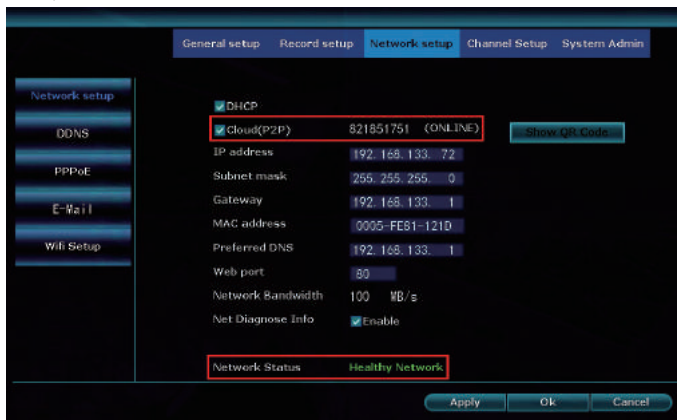 General setup Record setup Network setup Channel Setup System Admin
Network setup
DDNS
PPPoE
E-Mail
Wifi Setup
DHCP
Cloud(P2P) 821851751 (ONLINE) Show QR Code
IP address 192.168.133. 72
Subnet mask 255.255.255. 0
Gateway 192.168.133. 1
MAC address 0005-FE81-121D
Preferred DNS 192.168.133. 1
Web port 80
Network Bandwidth 100 MB/s
Net Diagnose Info Enable
Network Status Healthy Network
Apply Ok Cancel